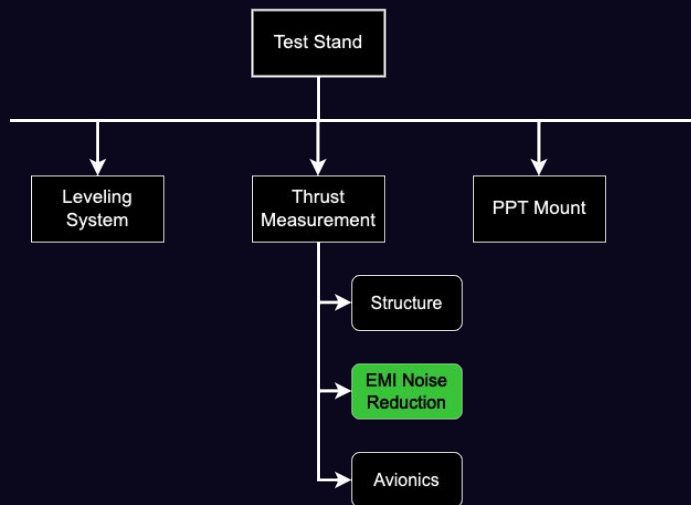 Test Stand
Leveling
System
Thrust
Measurement
PPT Mount
Structure
EMI Noise
Reduction
Avionics